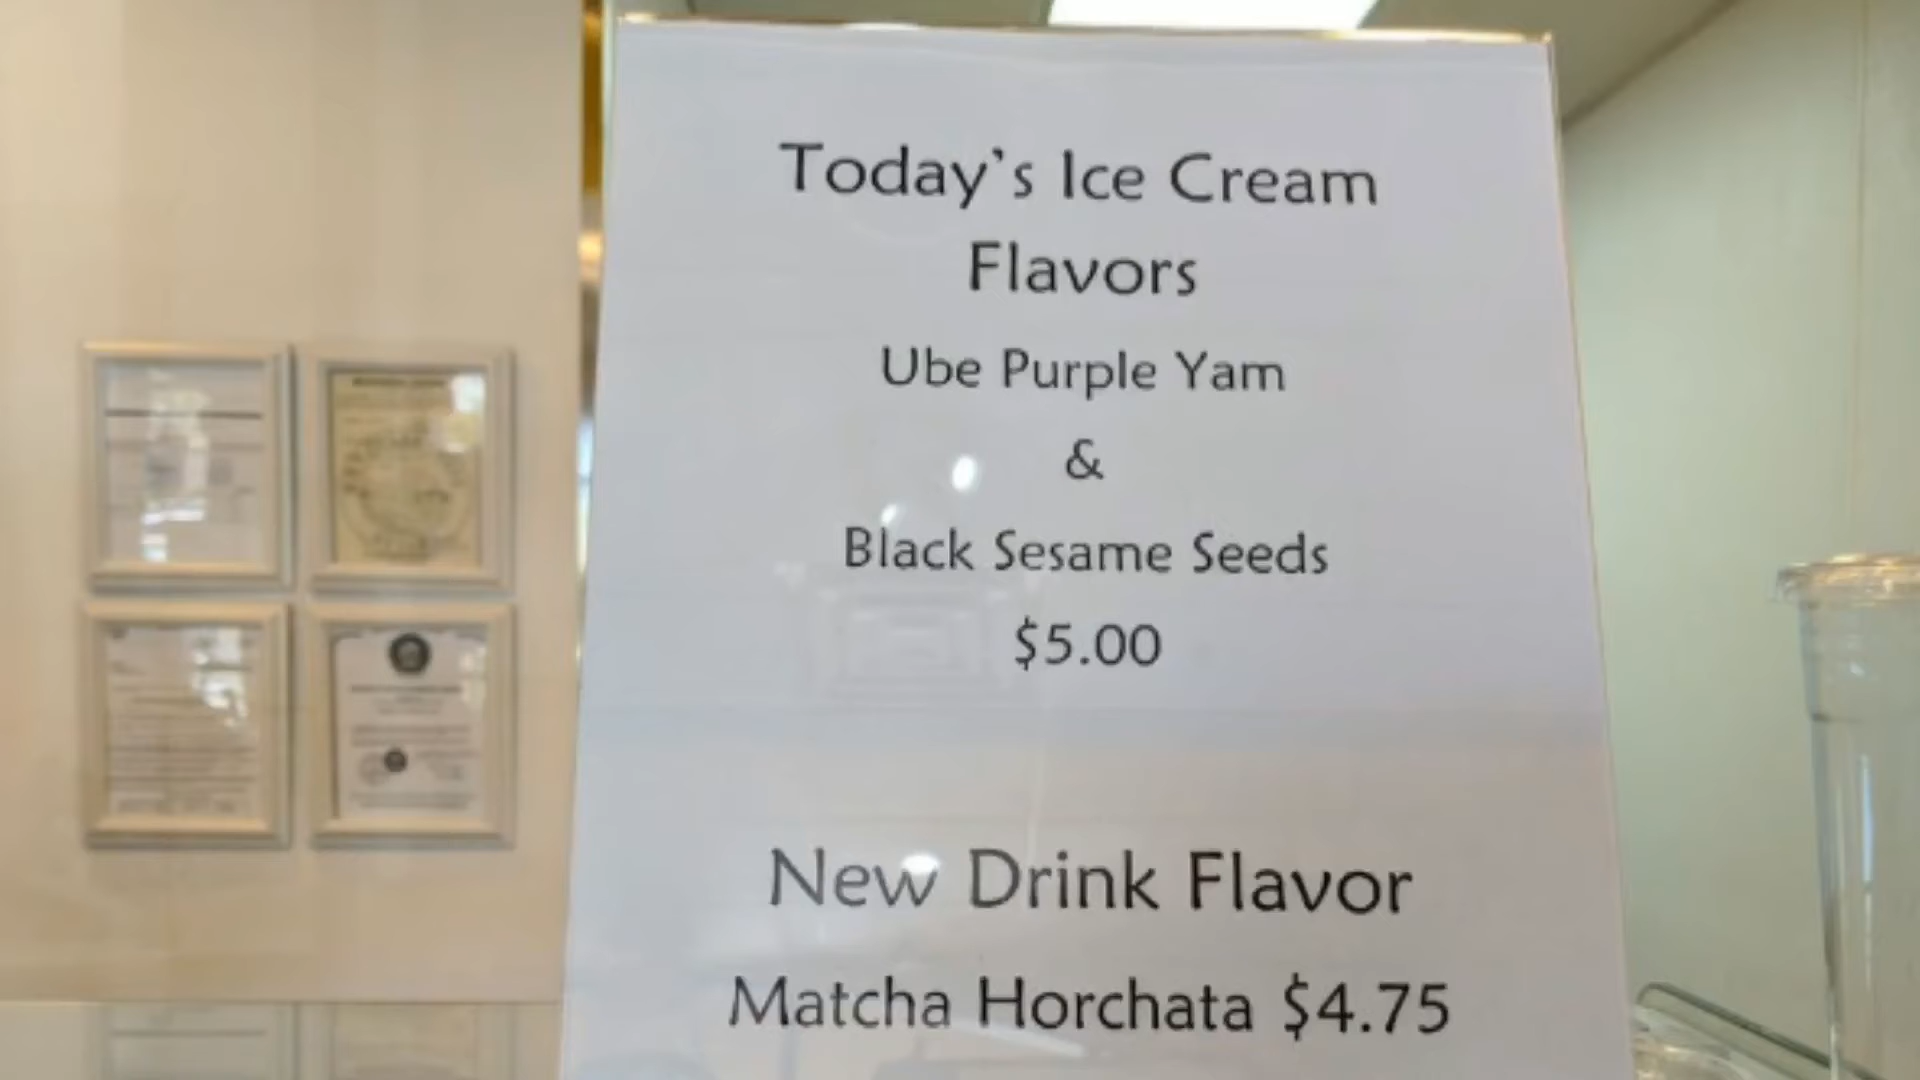 Today's Ice Cream
Flavors
Ube Purple Yam
&
Black Sesame Seeds
$5.00
New Drink Flavor
Matcha Horchata $4.75